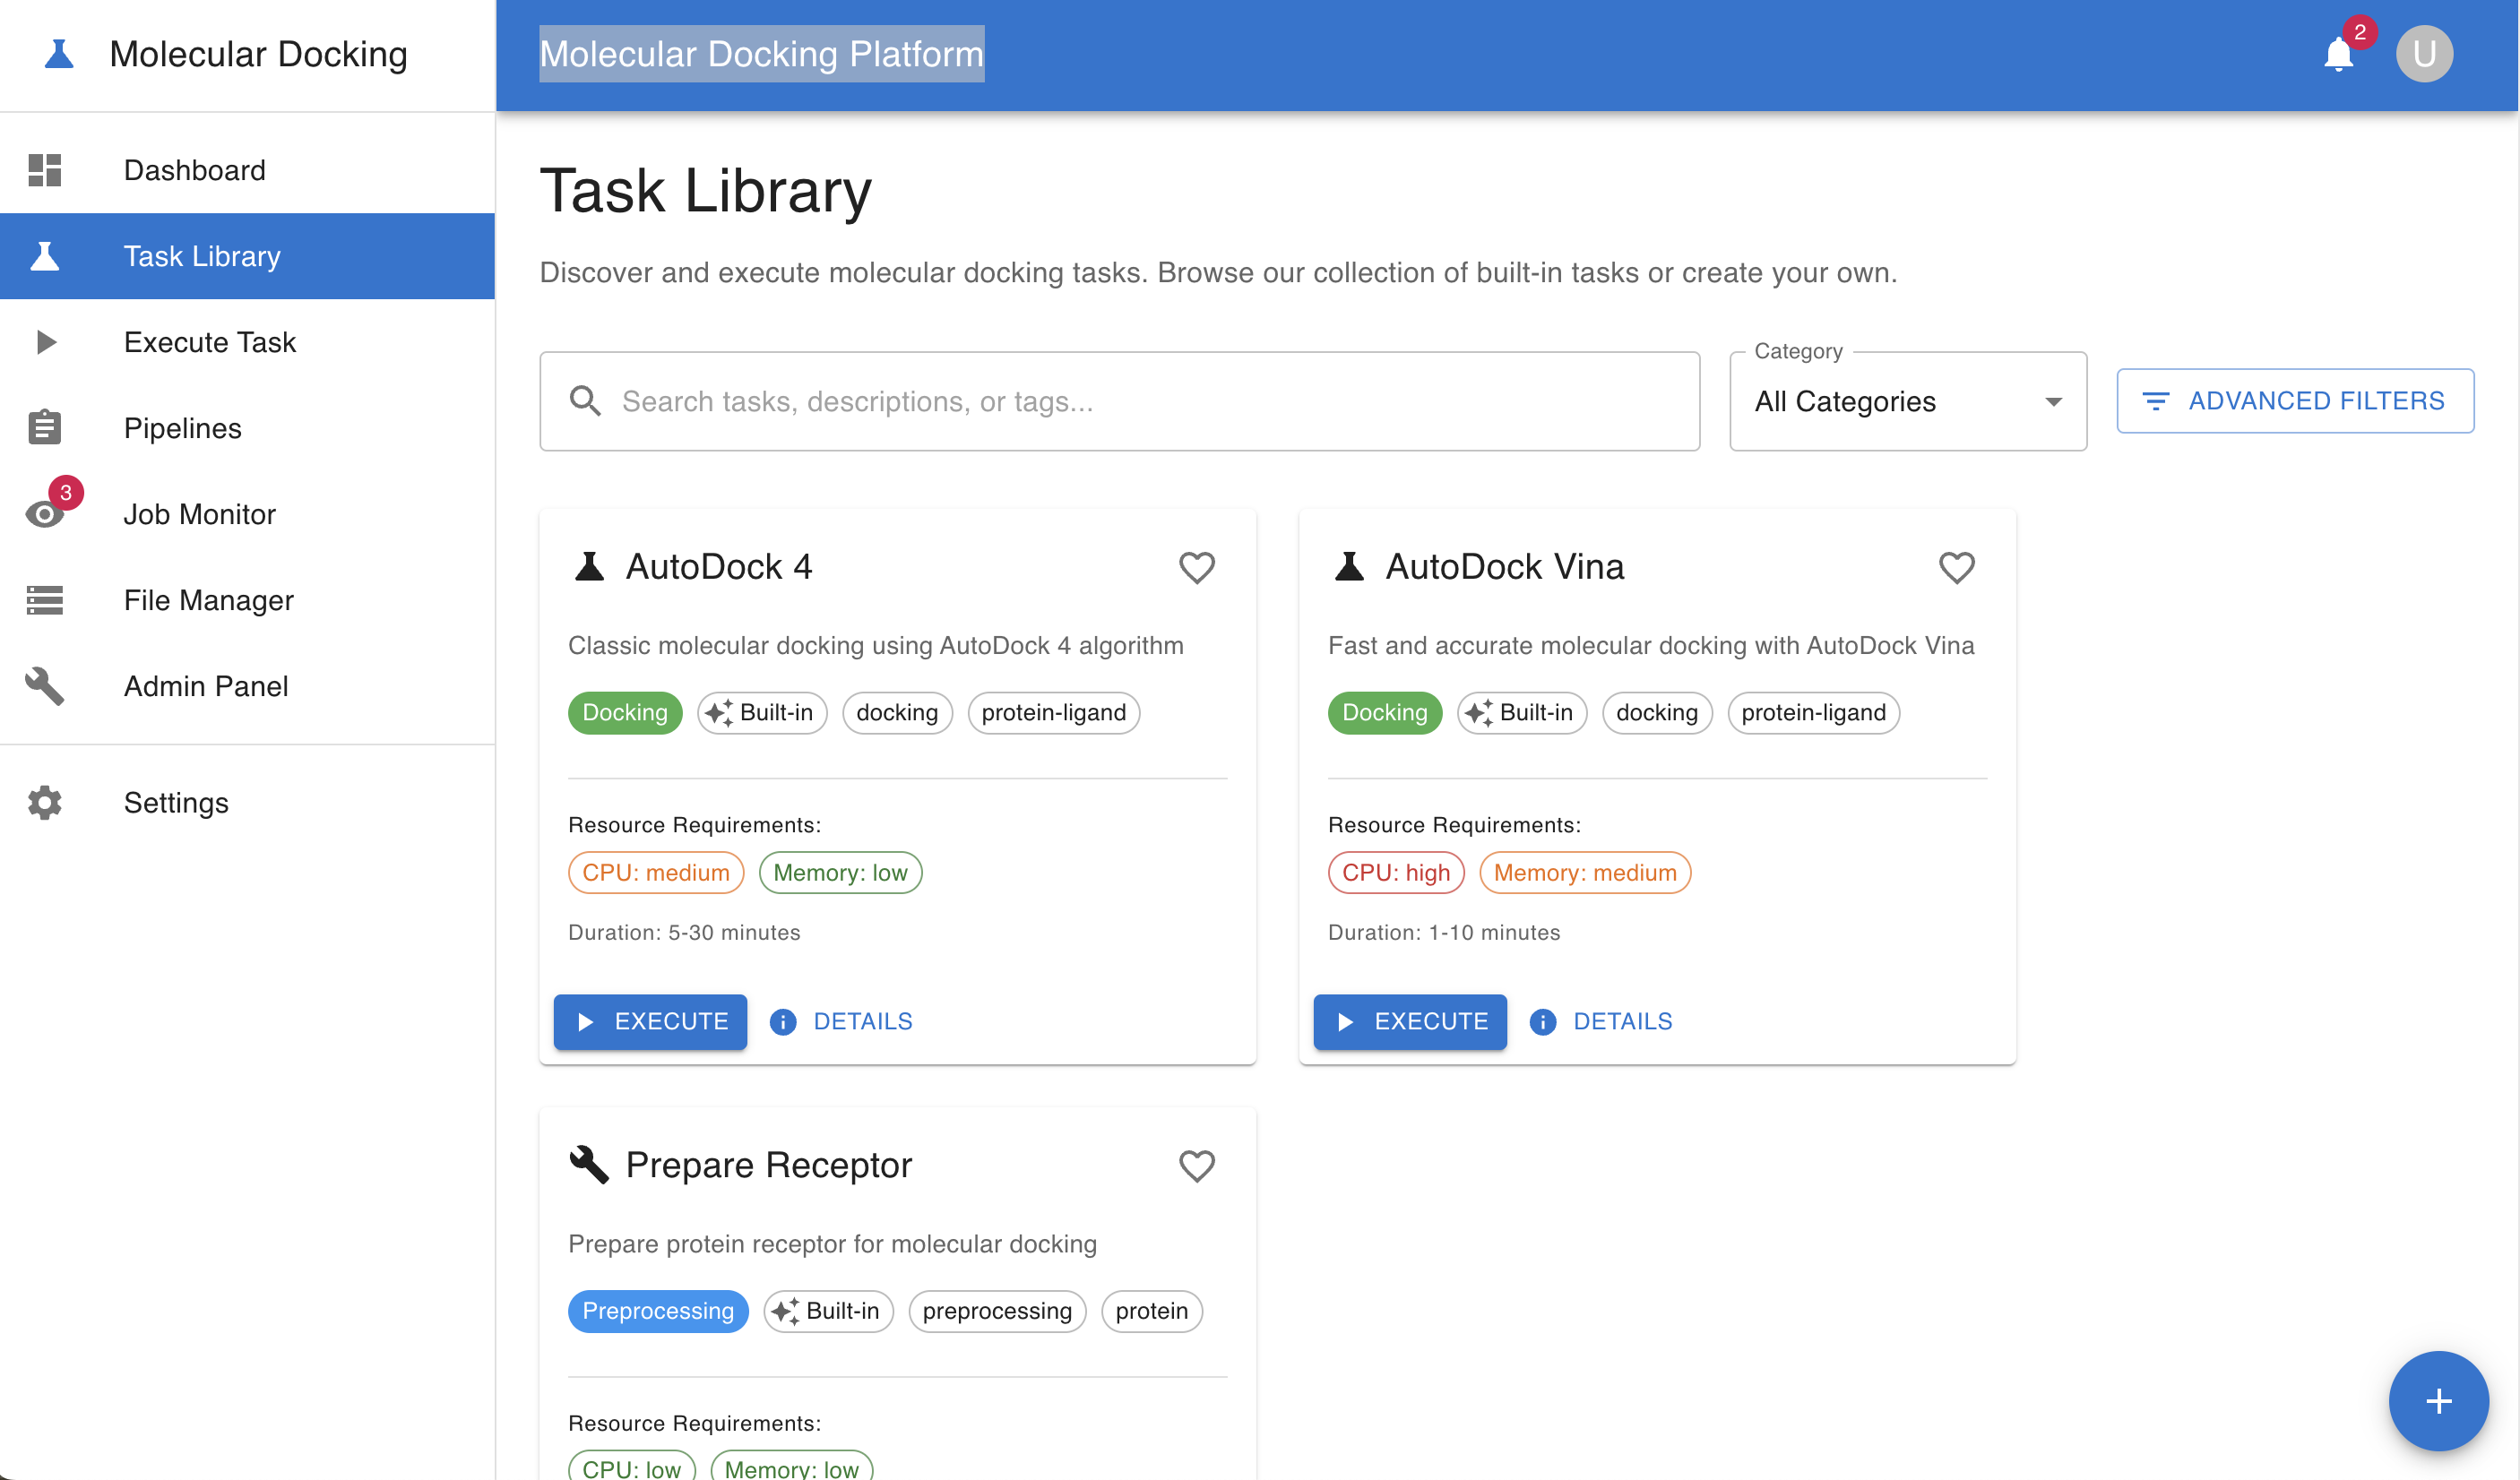 Molecular Docking
Molecular Docking Platform
2
U
Dashboard
Task Library
Execute Task
Pipelines
3
Job Monitor
File Manager
Admin Panel
Settings
Task Library
Discover and execute molecular docking tasks. Browse our collection of built-in tasks or create your own.
Search tasks, descriptions, or tags...
Category
All Categories
ADVANCED FILTERS
AutoDock 4
Classic molecular docking using AutoDock 4 algorithm
Docking Built-in docking protein-ligand
Resource Requirements:
CPU: medium Memory: low
Duration: 5-30 minutes
EXECUTE DETAILS
AutoDock Vina
Fast and accurate molecular docking with AutoDock Vina
Docking Built-in docking protein-ligand
Resource Requirements:
CPU: high Memory: medium
Duration: 1-10 minutes
EXECUTE DETAILS
Prepare Receptor
Prepare protein receptor for molecular docking
Preprocessing Built-in preprocessing protein
Resource Requirements:
CPU: low Memory: low